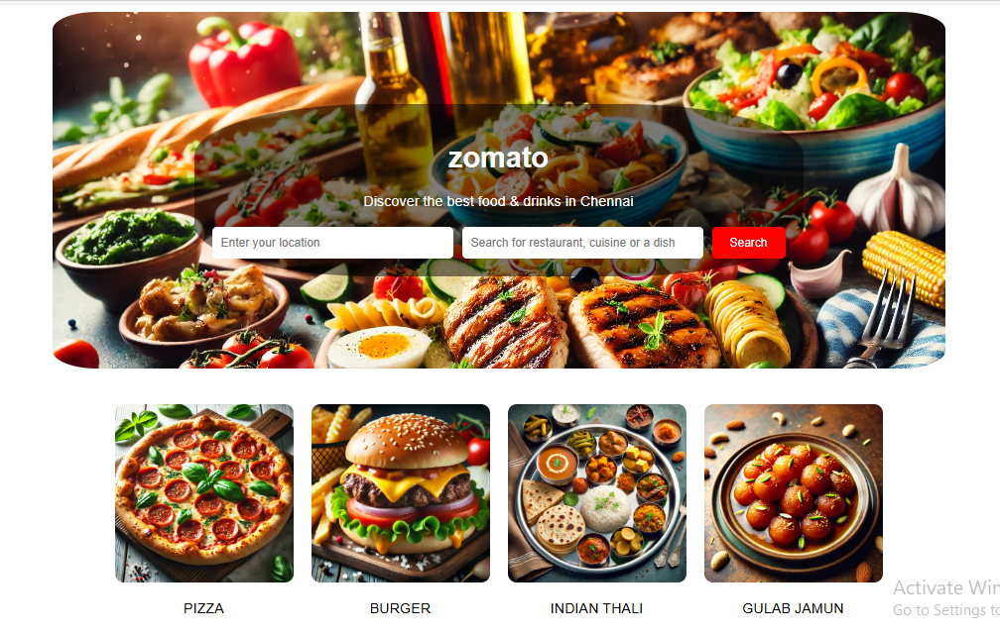 zomato
Discover the best food & drinks in Chennai
Enter your location
Search for restaurant, cuisine or a dish
Search
PIZZA
BURGER
INDIAN THALI
GULAB JAMUN
Activate Win
Go to Settings to